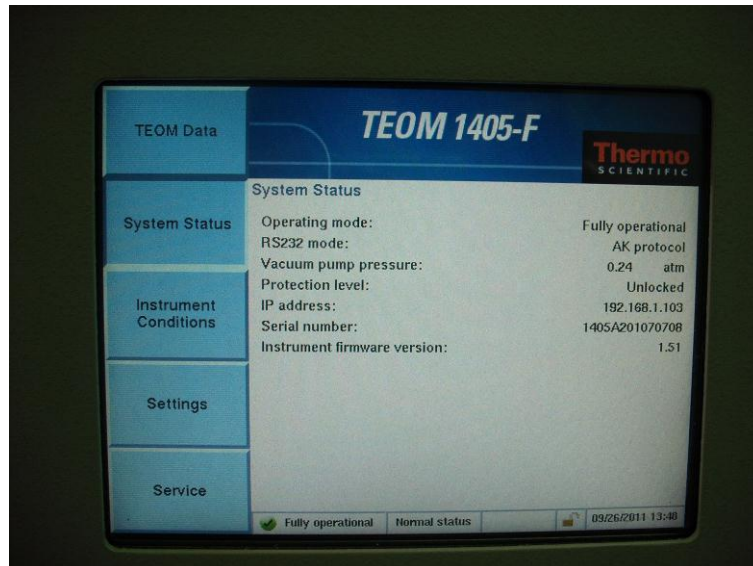 TEOM Data
TEOM 1405-F
Thermo
SCIENTIFIC
System Status
System Status
Operating mode: Fully operational
RS232 mode: AK protocol
Vacuum pump pressure: 0.24 atm
Protection level: Unlocked
IP address: 192.168.1.103
Serial number: 1405A201070708
Instrument firmware version: 1.51
Instrument
Conditions
Settings
Service
Fully operational Normal status 09/26/2011 13:48